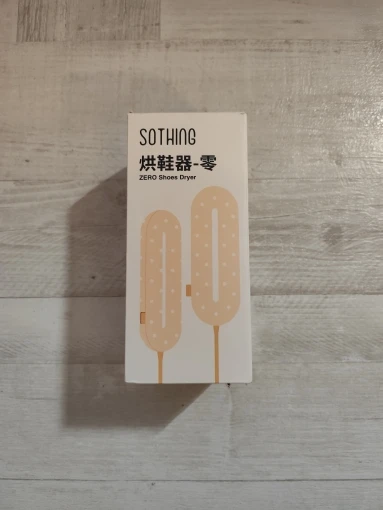 SOTHING
烘鞋器-零
ZERO Shoes Dryer